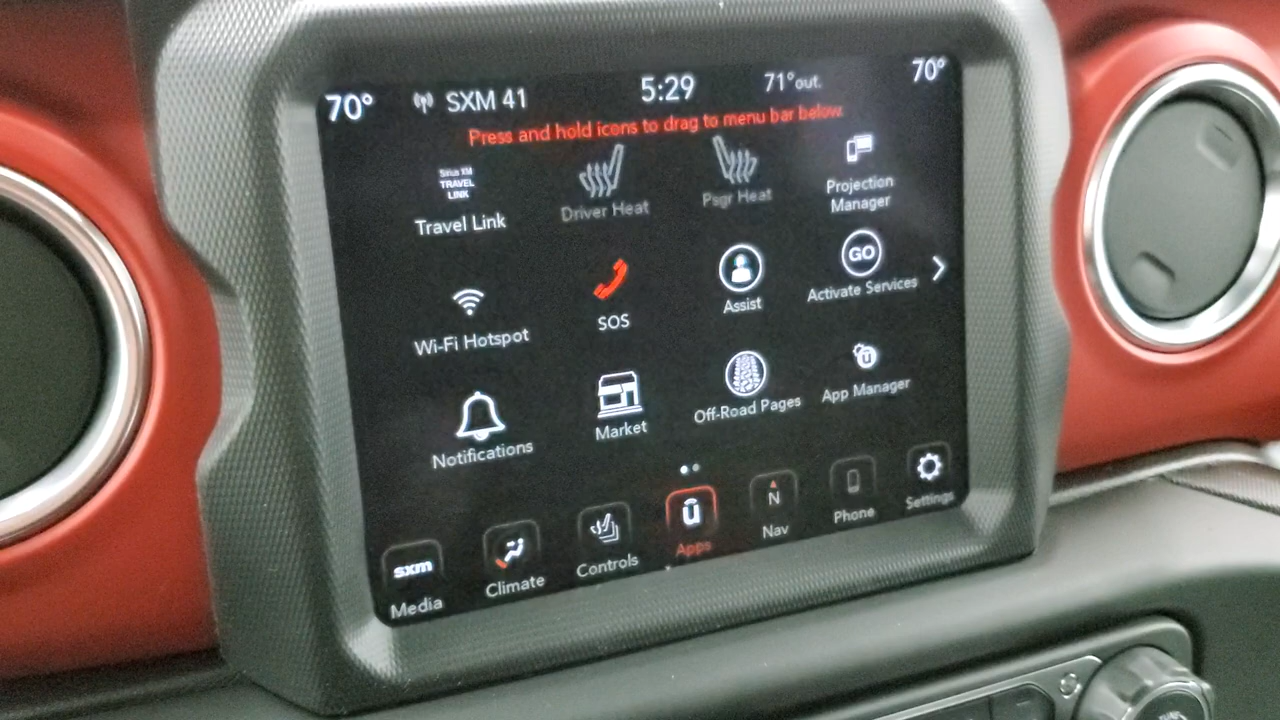 70° SXM 41 5:29 71°out. 70°
Press and hold icons to drag to menu bar below.
Sirius XM
TRAVEL
LINK
Travel Link
Driver Heat
Psgr Heat
Projection
Manager
Wi-Fi Hotspot
SOS
Assist
GO
Activate Services
Notifications
Market
Off-Road Pages
App Manager
sxm
Media
Climate
Controls
Apps
N
Nav
Phone
Settings